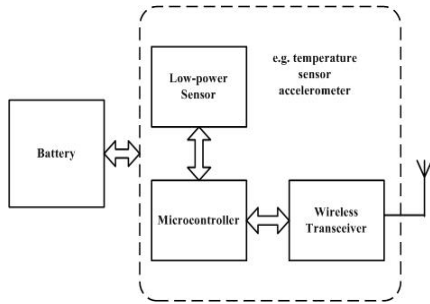 Low-power
Sensor
e.g. temperature
sensor
accelerometer
Battery
Microcontroller
Wireless
Transceiver